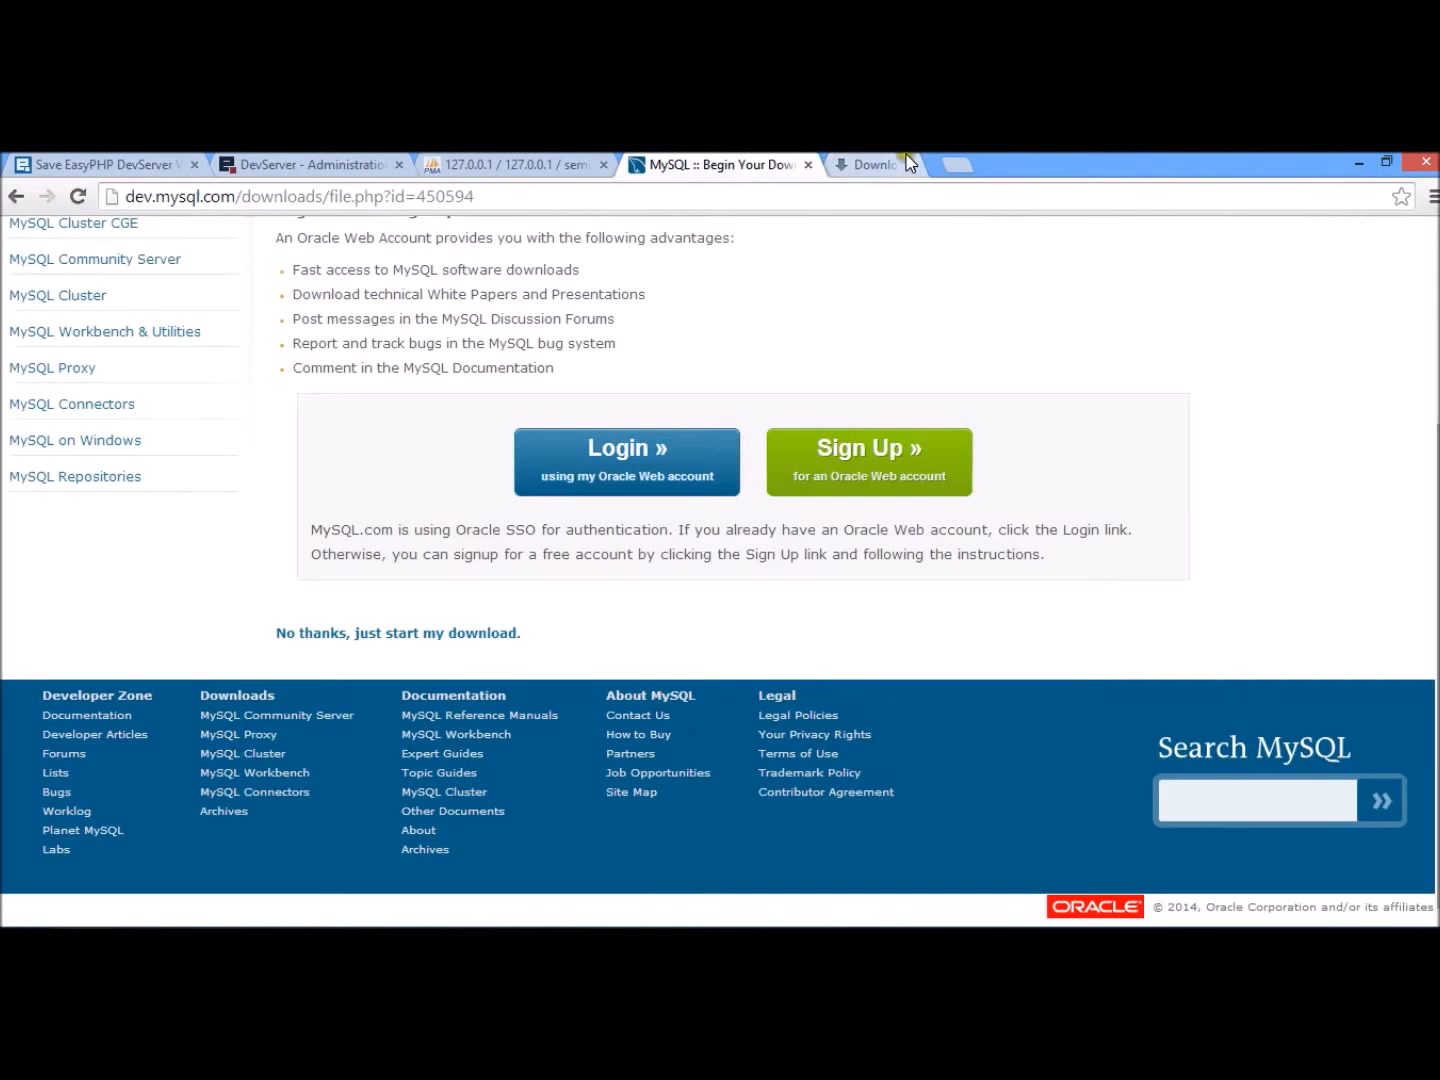 Save EasyPHP DevServer
DevServer - Administratio
127.0.0.1 / 127.0.0.1 / sem
MySQL :: Begin Your Dow
Downlo
dev.mysql.com/downloads/file.php?id=450594
MySQL Cluster CGE
MySQL Community Server
MySQL Cluster
MySQL Workbench & Utilities
MySQL Proxy
MySQL Connectors
MySQL on Windows
MySQL Repositories
An Oracle Web Account provides you with the following advantages:
Fast access to MySQL software downloads
Download technical White Papers and Presentations
Post messages in the MySQL Discussion Forums
Report and track bugs in the MySQL bug system
Comment in the MySQL Documentation
Login »
using my Oracle Web account
Sign Up »
for an Oracle Web account
MySQL.com is using Oracle SSO for authentication. If you already have an Oracle Web account, click the Login link.
Otherwise, you can signup for a free account by clicking the Sign Up link and following the instructions.
No thanks, just start my download.
Developer Zone
Documentation
Developer Articles
Forums
Lists
Bugs
Worklog
Planet MySQL
Labs
Downloads
MySQL Community Server
MySQL Proxy
MySQL Cluster
MySQL Workbench
MySQL Connectors
Archives
Documentation
MySQL Reference Manuals
MySQL Workbench
Expert Guides
Topic Guides
MySQL Cluster
Other Documents
About
Archives
About MySQL
Contact Us
How to Buy
Partners
Job Opportunities
Site Map
Legal
Legal Policies
Your Privacy Rights
Terms of Use
Trademark Policy
Contributor Agreement
Search MySQL
ORACLE
© 2014, Oracle Corporation and/or its affiliates